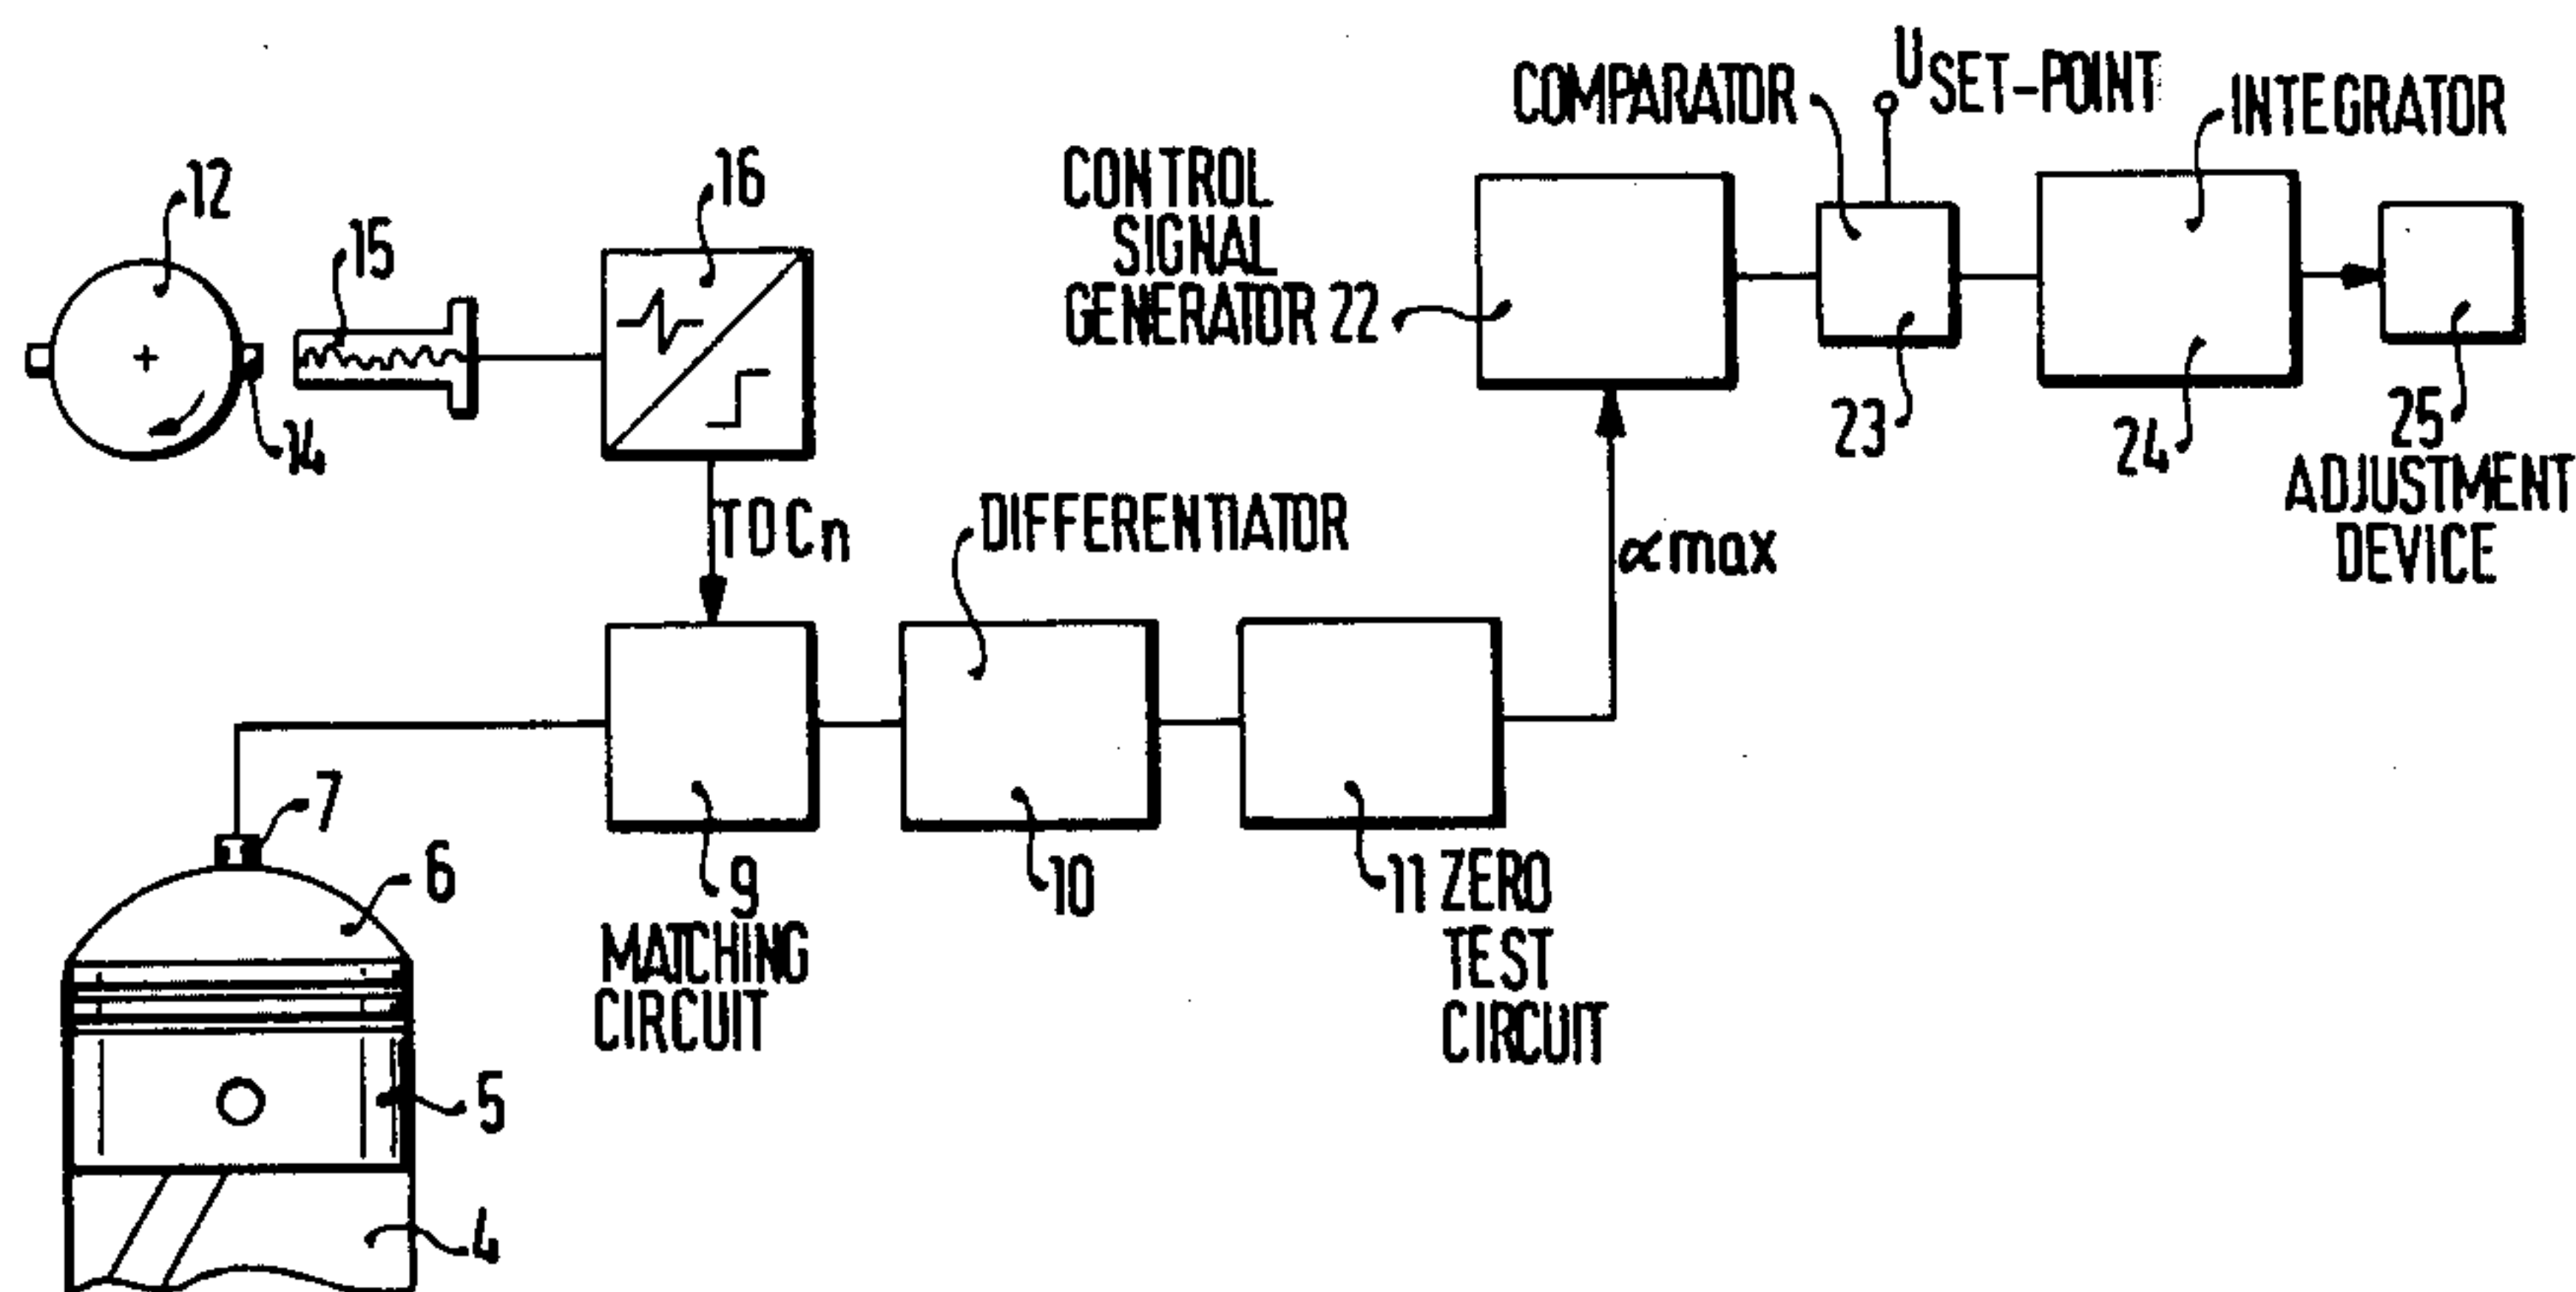 12
15
16
14
TDCn
CONTROL
SIGNAL
GENERATOR 22
COMPARATOR
USET-POINT
INTEGRATOR
23
24
25
ADJUSTMENT
DEVICE
αmax
DIFFERENTIATOR
7
6
5
4
9
MATCHING
CIRCUIT
10
11 ZERO
TEST
CIRCUIT